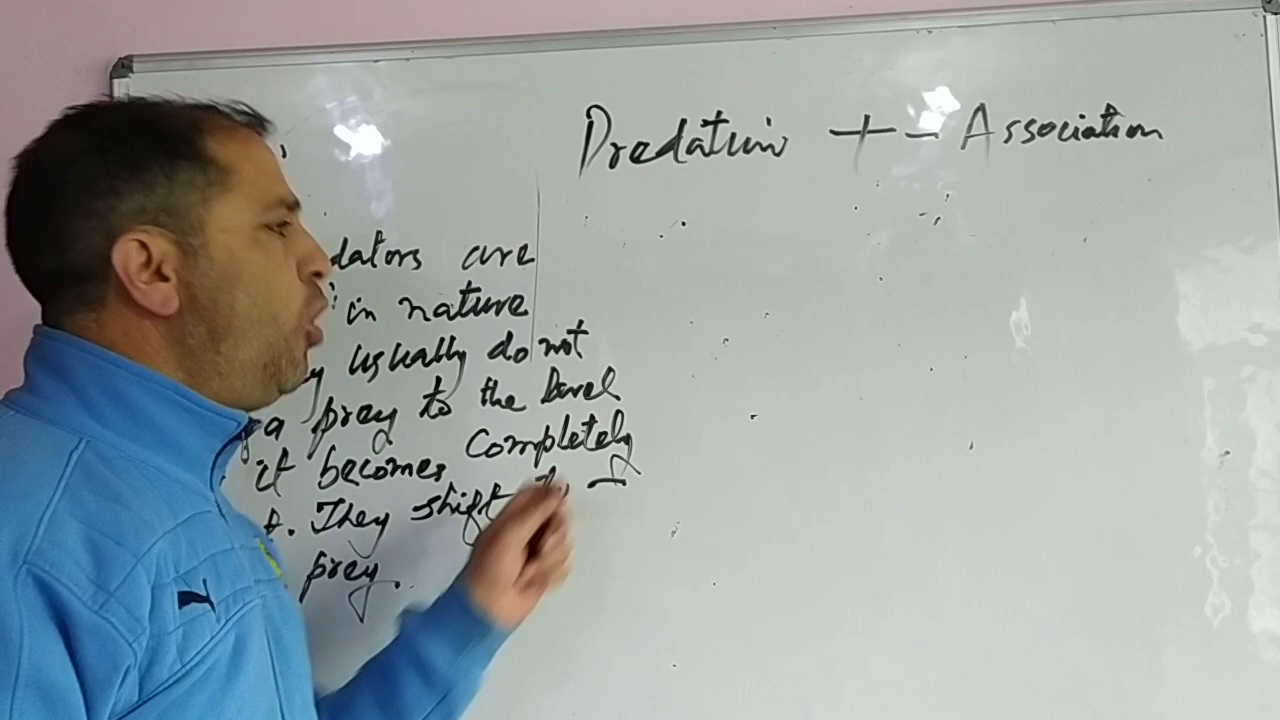 Predation + - Association
dators are
in nature
y usually do not
a prey to the level
it becomes completely
t. They shift
prey.